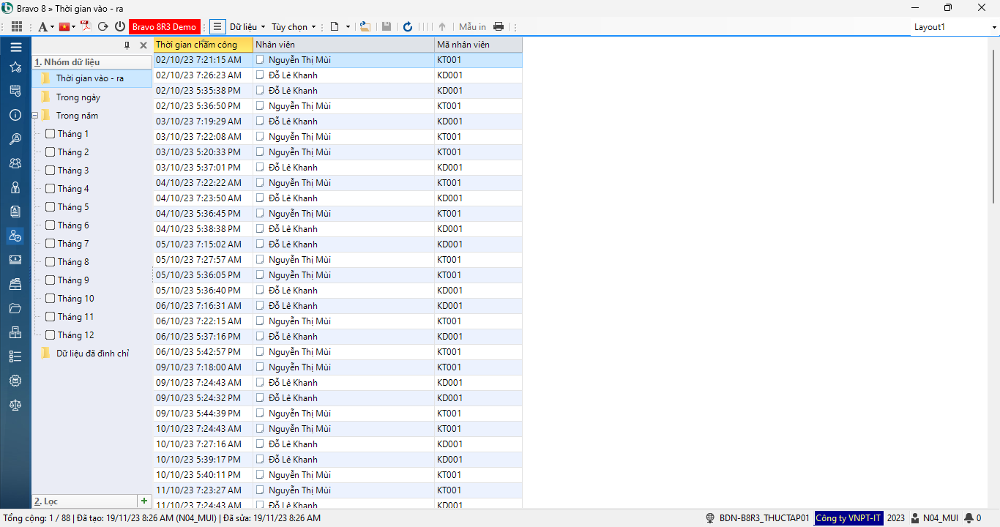 Bravo 8 » Thời gian vào - ra
Bravo 8R3 Demo Dữ liệu Tùy chọn Mẫu in Layout1
1. Nhóm dữ liệu
Thời gian vào - ra
Trong ngày
Trong năm
Tháng 1
Tháng 2
Tháng 3
Tháng 4
Tháng 5
Tháng 6
Tháng 7
Tháng 8
Tháng 9
Tháng 10
Tháng 11
Tháng 12
Dữ liệu đã đình chỉ
2. Lọc
Thời gian chấm công Nhân viên Mã nhân viên
02/10/23 7:21:15 AM Nguyễn Thị Mùi KT001
02/10/23 7:26:23 AM Đỗ Lê Khanh KD001
02/10/23 5:35:38 PM Đỗ Lê Khanh KD001
02/10/23 5:36:50 PM Nguyễn Thị Mùi KT001
03/10/23 7:19:29 AM Đỗ Lê Khanh KD001
03/10/23 7:22:08 AM Nguyễn Thị Mùi KT001
03/10/23 5:20:33 PM Nguyễn Thị Mùi KT001
03/10/23 5:37:01 PM Đỗ Lê Khanh KD001
04/10/23 7:22:22 AM Nguyễn Thị Mùi KT001
04/10/23 7:23:50 AM Đỗ Lê Khanh KD001
04/10/23 5:36:45 PM Nguyễn Thị Mùi KT001
04/10/23 5:38:38 PM Đỗ Lê Khanh KD001
05/10/23 7:15:02 AM Đỗ Lê Khanh KD001
05/10/23 7:27:57 AM Nguyễn Thị Mùi KT001
05/10/23 5:36:05 PM Nguyễn Thị Mùi KT001
05/10/23 5:36:40 PM Đỗ Lê Khanh KD001
06/10/23 7:16:31 AM Đỗ Lê Khanh KD001
06/10/23 7:22:15 AM Nguyễn Thị Mùi KT001
06/10/23 5:37:16 PM Đỗ Lê Khanh KD001
06/10/23 5:42:57 PM Nguyễn Thị Mùi KT001
09/10/23 7:18:00 AM Nguyễn Thị Mùi KT001
09/10/23 7:24:43 AM Đỗ Lê Khanh KD001
09/10/23 5:24:32 PM Đỗ Lê Khanh KD001
09/10/23 5:44:39 PM Nguyễn Thị Mùi KT001
10/10/23 7:24:43 AM Nguyễn Thị Mùi KT001
10/10/23 7:27:16 AM Đỗ Lê Khanh KD001
10/10/23 5:39:17 PM Đỗ Lê Khanh KD001
10/10/23 5:40:11 PM Nguyễn Thị Mùi KT001
11/10/23 7:23:27 AM Nguyễn Thị Mùi KT001
11/10/23 7:24:43 AM Đỗ Lê Khanh KD001
Tổng cộng: 1 / 88 | Đã tạo: 19/11/23 8:26 AM (N04_MUI) | Đã sửa: 19/11/23 8:26 AM BDN-B8R3_THUCTAP01 Công ty VNPT-IT 2023 N04_MUI 0